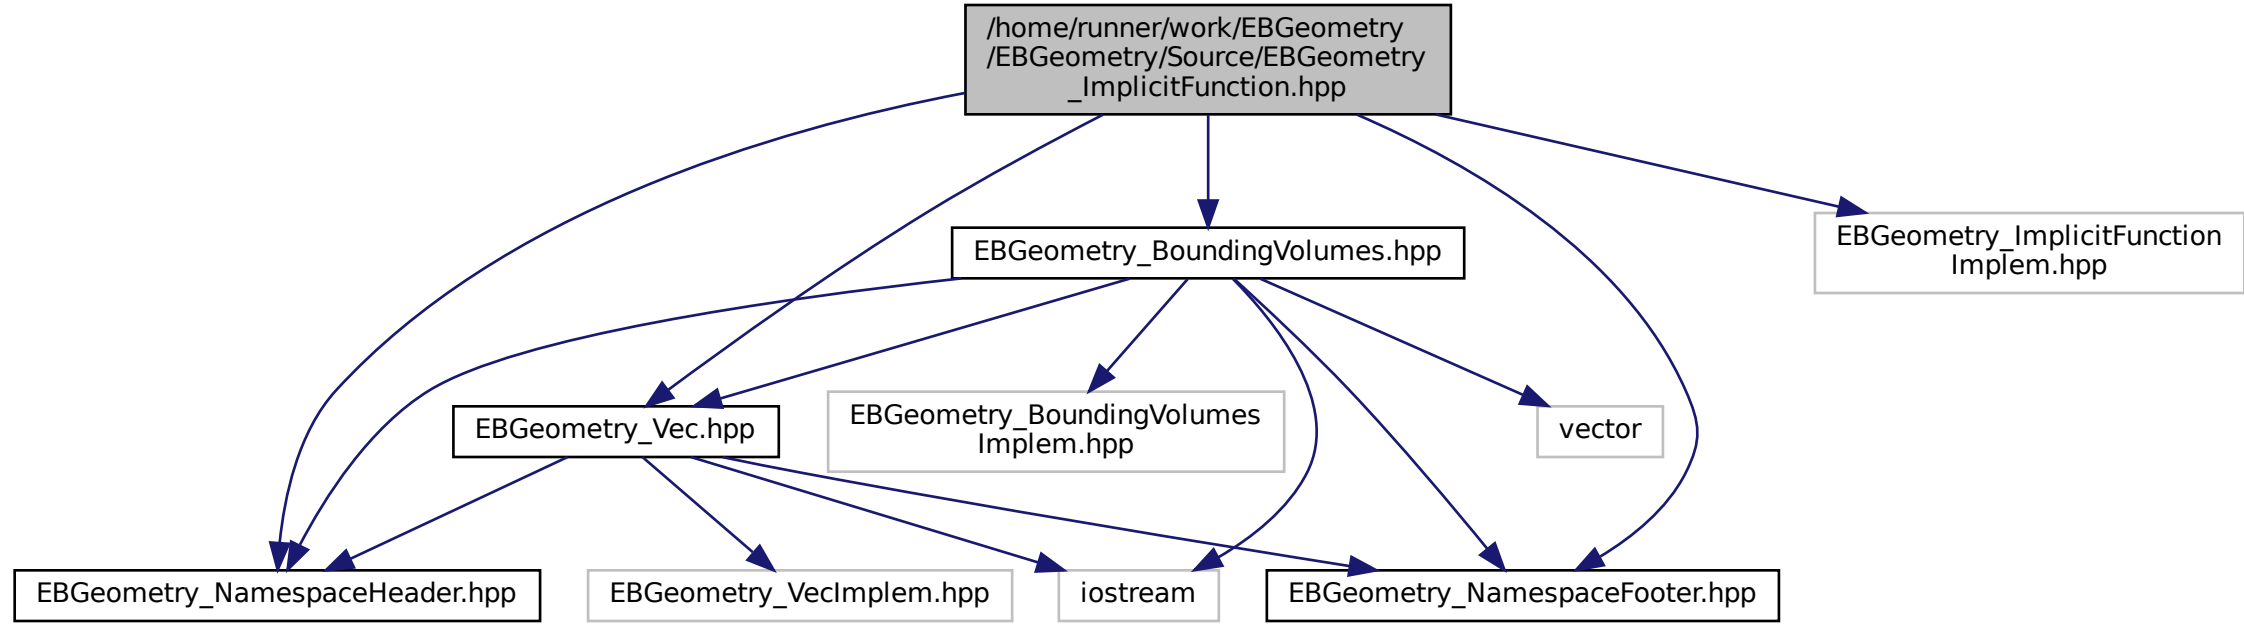 /home/runner/work/EBGeometry
/EBGeometry/Source/EBGeometry
_ImplicitFunction.hpp
EBGeometry_BoundingVolumes.hpp
EBGeometry_ImplicitFunction
Implem.hpp
EBGeometry_Vec.hpp
EBGeometry_BoundingVolumes
Implem.hpp
vector
EBGeometry_NamespaceHeader.hpp
EBGeometry_VecImplem.hpp
iostream
EBGeometry_NamespaceFooter.hpp